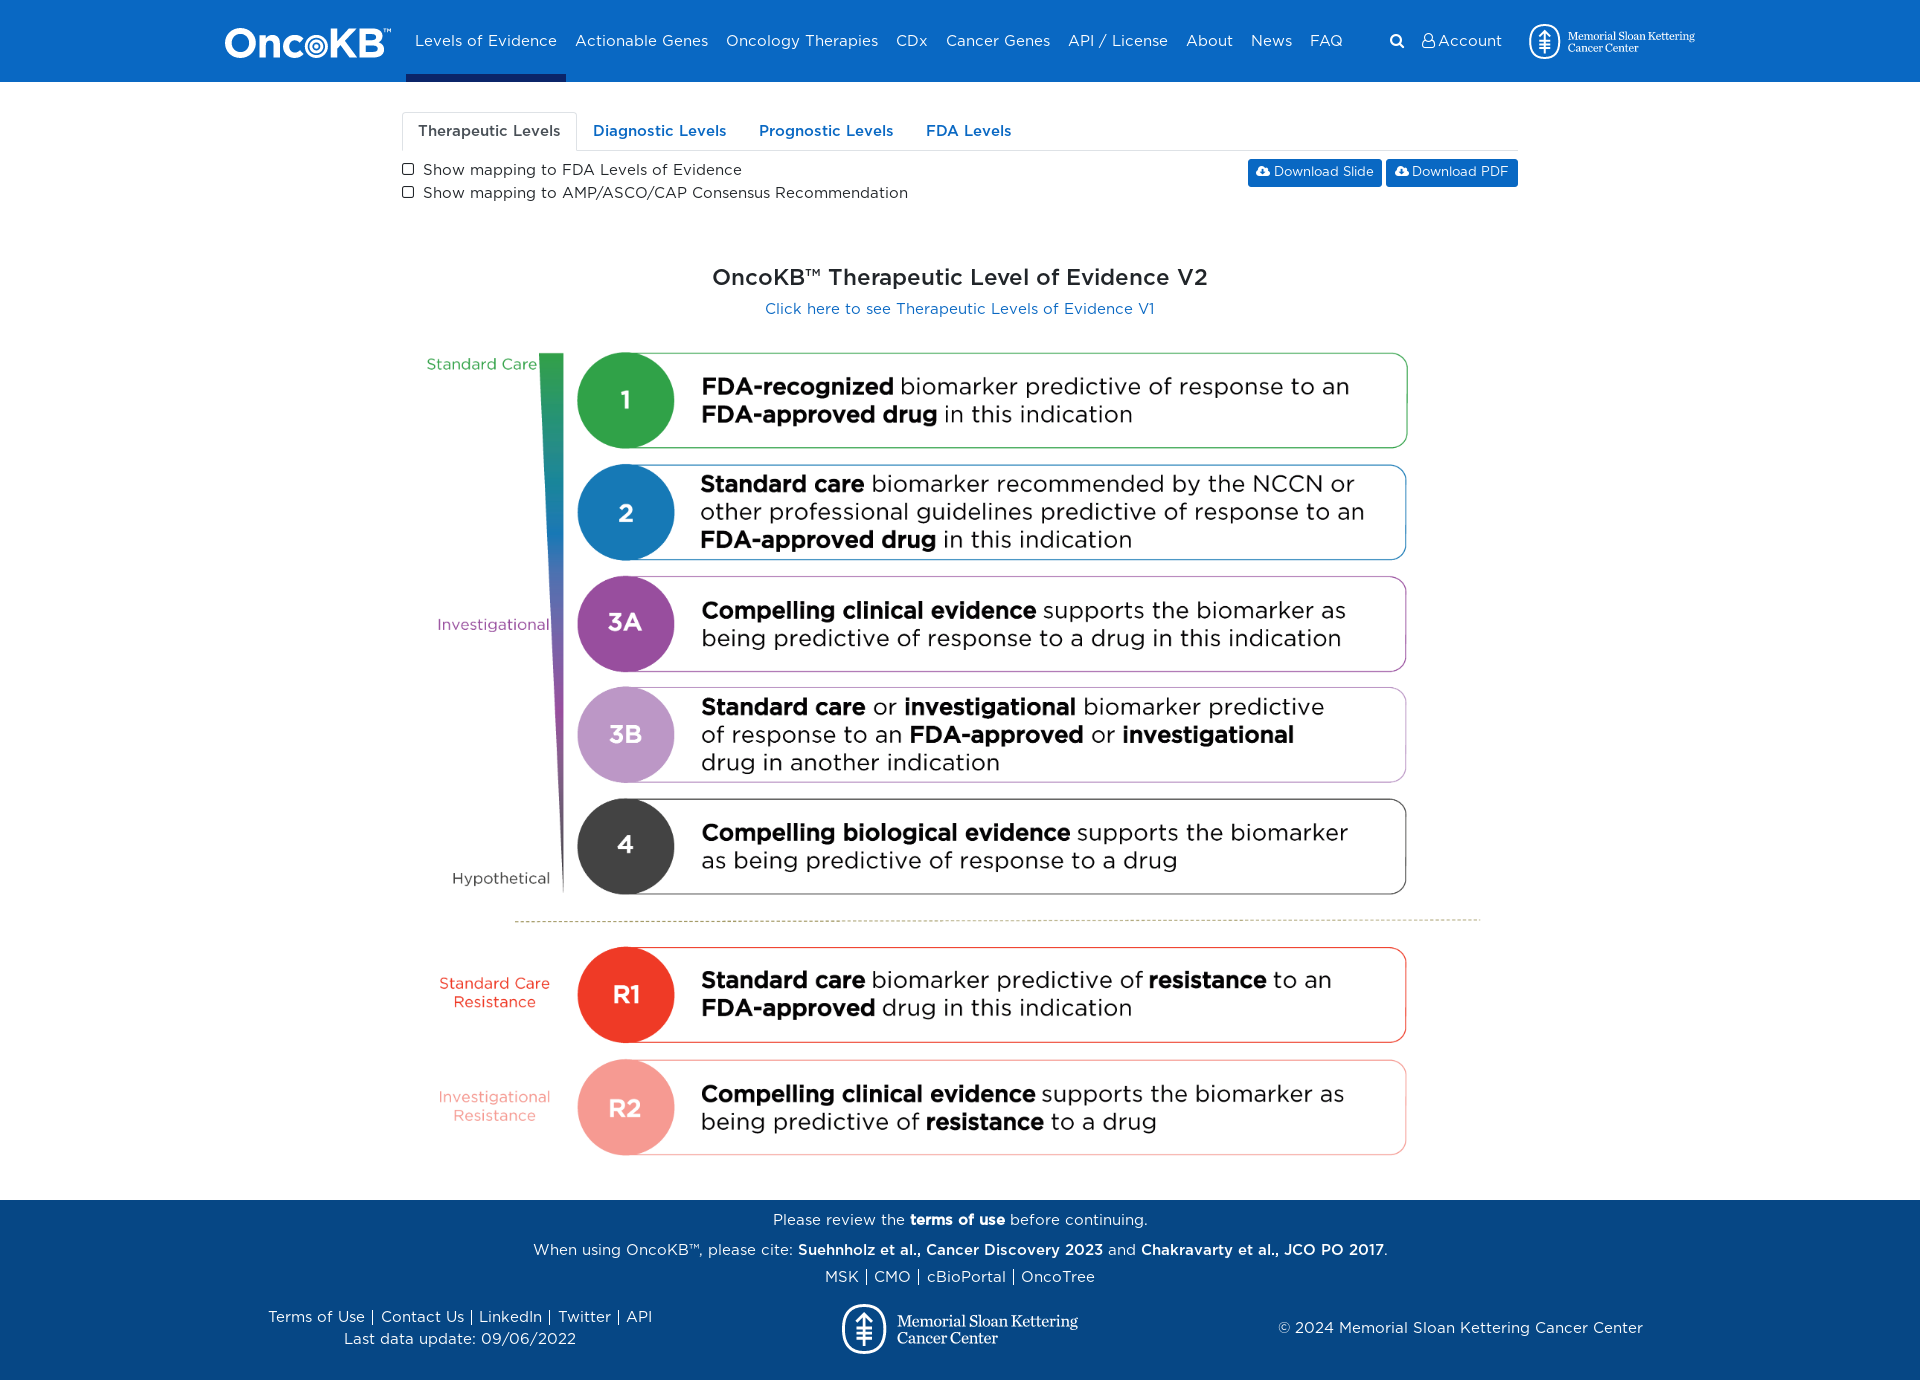 OncoKB™ Levels of Evidence Actionable Genes Oncology Therapies CDx Cancer Genes API / License About News FAQ Account Memorial Sloan Kettering
Cancer Center
Therapeutic Levels Diagnostic Levels Prognostic Levels FDA Levels
Show mapping to FDA Levels of Evidence
Download Slide Download PDF
Show mapping to AMP/ASCO/CAP Consensus Recommendation
OncoKB™ Therapeutic Level of Evidence V2
Click here to see Therapeutic Levels of Evidence V1
Standard Care
1
FDA-recognized biomarker predictive of response to an
FDA-approved drug in this indication
2
Standard care biomarker recommended by the NCCN or
other professional guidelines predictive of response to an
FDA-approved drug in this indication
Investigational
3A
Compelling clinical evidence supports the biomarker as
being predictive of response to a drug in this indication
3B
Standard care or investigational biomarker predictive
of response to an FDA-approved or investigational
drug in another indication
4
Compelling biological evidence supports the biomarker
as being predictive of response to a drug
Hypothetical
Standard Care
Resistance
R1
Standard care biomarker predictive of resistance to an
FDA-approved drug in this indication
Investigational
Resistance
R2
Compelling clinical evidence supports the biomarker as
being predictive of resistance to a drug
Please review the terms of use before continuing.
When using OncoKB™, please cite: Suehnholz et al., Cancer Discovery 2023 and Chakravarty et al., JCO PO 2017.
MSK | CMO | cBioPortal | OncoTree
Terms of Use | Contact Us | LinkedIn | Twitter | API
Last data update: 09/06/2022
Memorial Sloan Kettering
Cancer Center
© 2024 Memorial Sloan Kettering Cancer Center